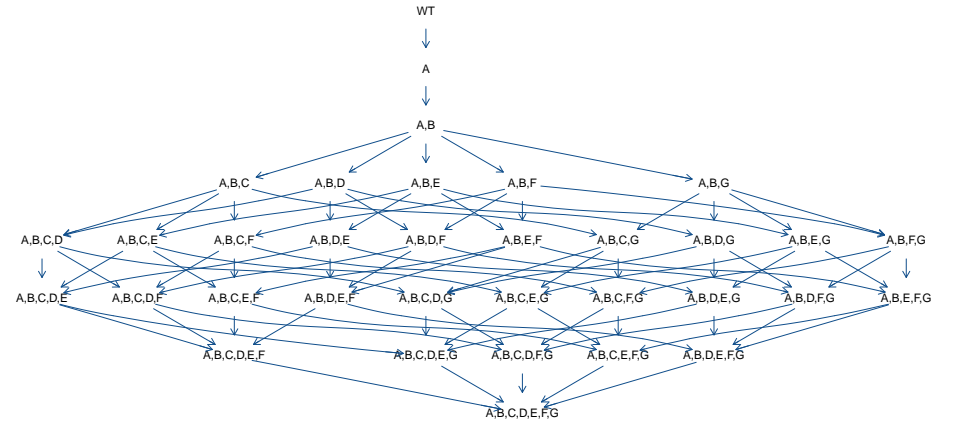 WT
A
A,B
A,B,C A,B,D A,B,E A,B,F A,B,G
A,B,C,D A,B,C,E A,B,C,F A,B,D,E A,B,D,F A,B,E,F A,B,C,G A,B,D,G A,B,E,G A,B,F,G
A,B,C,D,E A,B,C,D,F A,B,C,E,F A,B,D,E,F A,B,C,D,G A,B,C,E,G A,B,C,F,G A,B,D,E,G A,B,D,F,G A,B,E,F,G
A,B,C,D,E,F A,B,C,D,E,G A,B,C,D,F,G A,B,C,E,F,G A,B,D,E,F,G
A,B,C,D,E,F,G